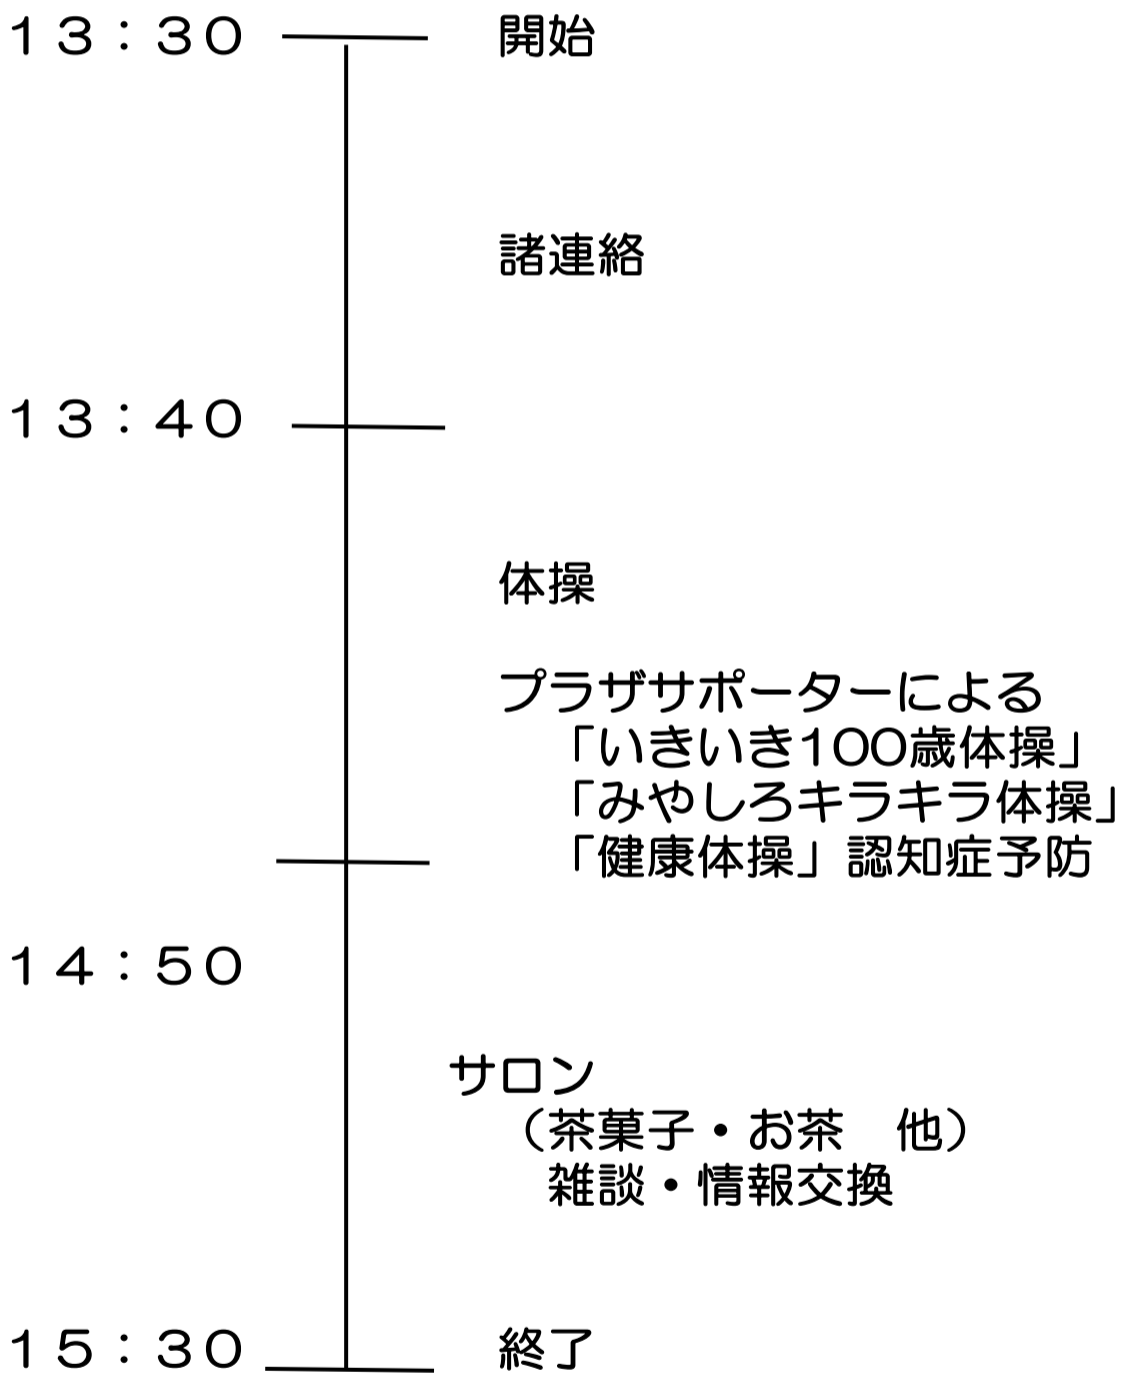 １３：３０　開始
諸連絡
１３：４０
体操
プラザサポーターによる
「いきいき100歳体操」
「みやしろキラキラ体操」
「健康体操」認知症予防
１４：５０
サロン
（茶菓子・お茶　他）
雑談・情報交換
１５：３０　終了